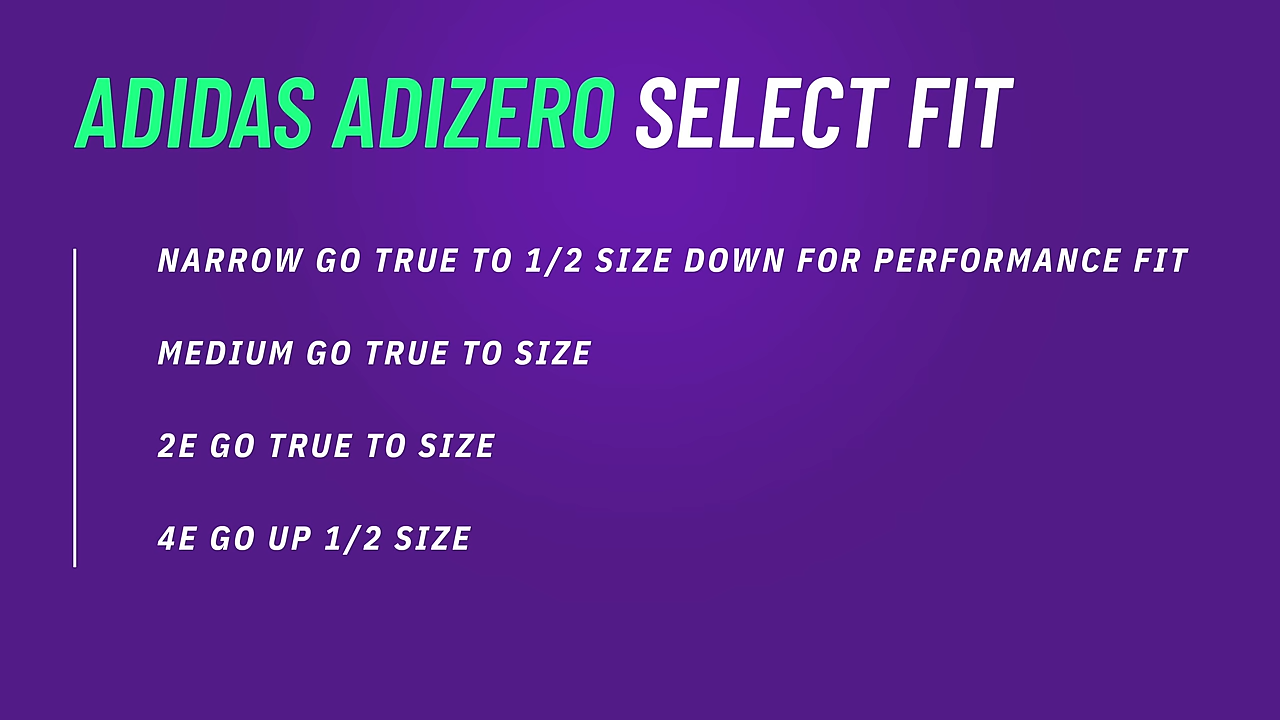 ADIDAS ADIZERO SELECT FIT
NARROW GO TRUE TO 1/2 SIZE DOWN FOR PERFORMANCE FIT
MEDIUM GO TRUE TO SIZE
2E GO TRUE TO SIZE
4E GO UP 1/2 SIZE